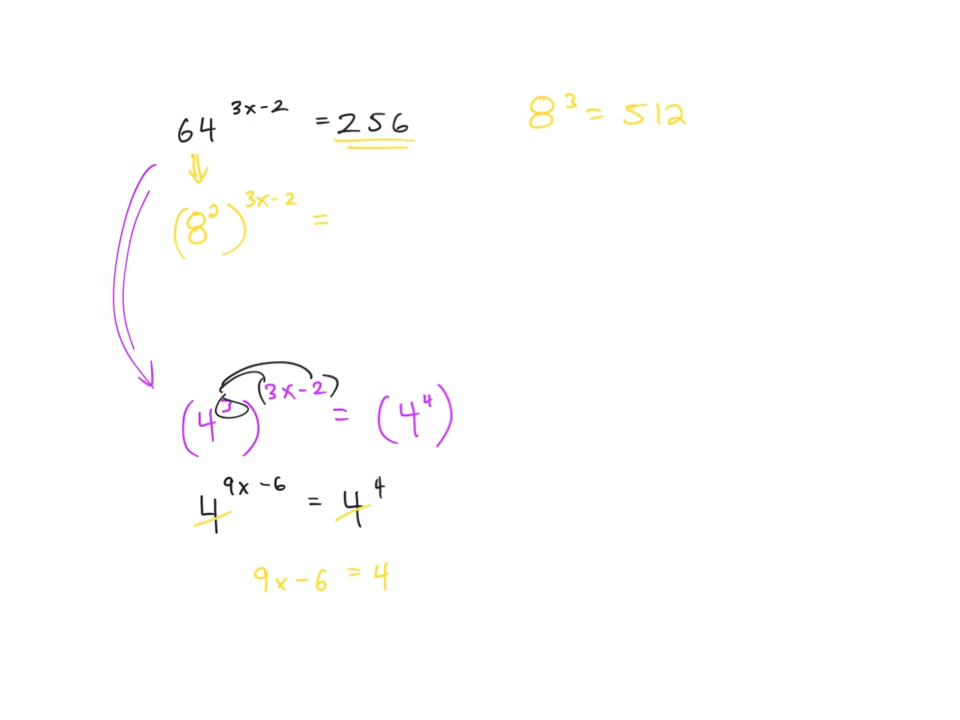 64^{3x-2} = 256
8^3 = 512
(8^2)^{3x-2} =
(4^3)^{(3x-2)} = (4^4)
4^{9x-6} = 4^4
9x-6 = 4